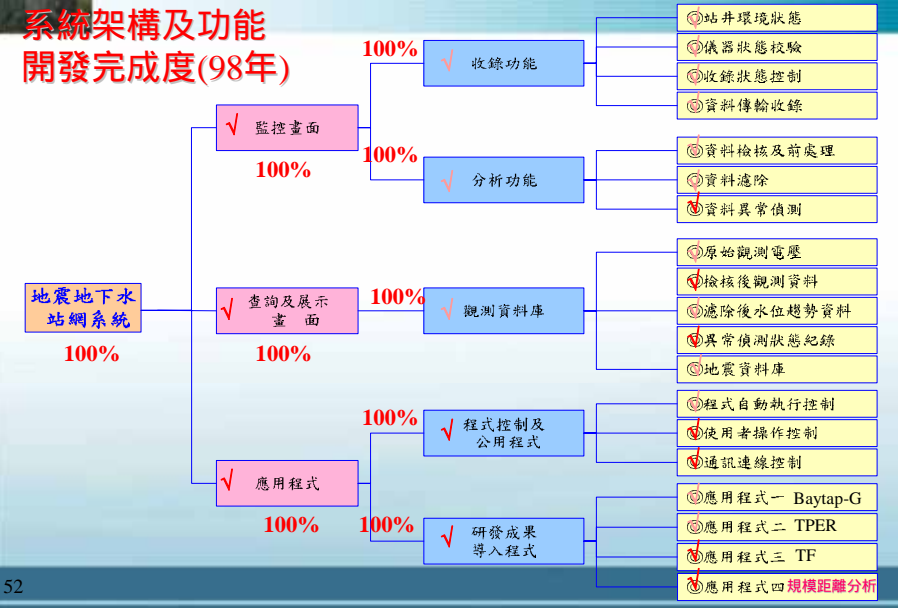 系統架構及功能
開發完成度(98年)
地震地下水
站網系統
100%
√ 監控畫面
100%
√ 查詢及展示
畫 面
100%
√ 應用程式
100%
100%
√ 收錄功能
100%
√ 分析功能
100%
√ 觀測資料庫
100%
√ 程式控制及
公用程式
100%
√ 研發成果
導入程式
◎站井環境狀態
◎儀器狀態校驗
◎收錄狀態控制
◎資料傳輸收錄
◎資料檢核及前處理
◎資料濾除
◎資料異常偵測
◎原始觀測電壓
◎檢核後觀測資料
◎濾除後水位趨勢資料
◎異常偵測狀態紀錄
◎地震資料庫
◎程式自動執行控制
◎使用者操作控制
◎通訊連線控制
◎應用程式一 Baytap-G
◎應用程式二 TPER
◎應用程式三 TF
◎應用程式四規模距離分析
52